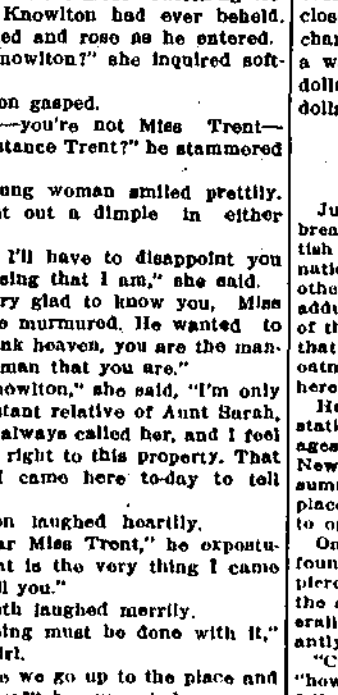 Knowlton had ever beheld.
ed and rose as he entered.
nowlton?" she inquired soft-
on gasped.
—you're not Miss Trent—
stance Trent?" he stammered
ung woman smiled prettily.
t out a dimple in either
I'll have to disappoint you
sing that I am," she said.
ry glad to know you, Miss
e murmured. He wanted to
nk heaven, you are the man-
man that you are."
nowlton," she said, "I'm only
tant relative of Aunt Sarah,
always called her, and I feel
right to this property. That
I came here to-day to tell
on laughed heartily.
ar Miss Trent," he expostu-
at is the very thing I came
ll you."
oth laughed merrily.
ing must be done with it,"
irl.
e we go up to the place and
clos
char
a w
doll
doll
Ju
brea
tish
natio
othe
addu
of th
that
oatm
here
He
stati
ages
New
sum
place
to op
On
foun
pierc
the
erall
antly
"C
"how